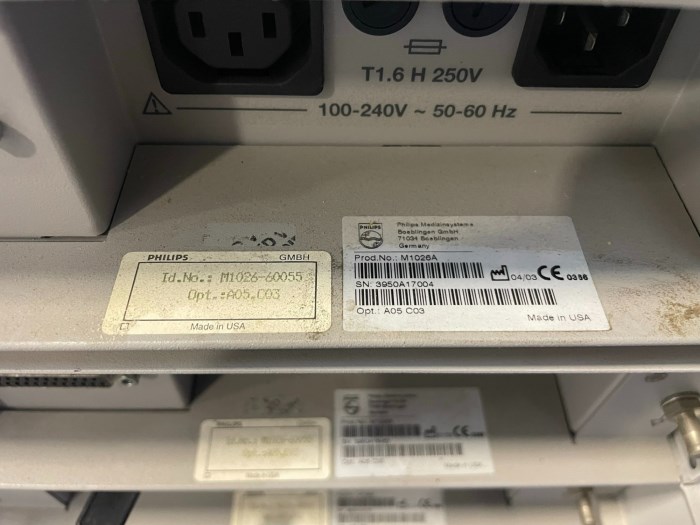 T1.6 H 250V
100-240V ~ 50-60 Hz
PHILIPS GMBH
Id.No.: M1026-60055
Opt.:A05.C03
Made in USA
PHILIPS
Philips Medizinsysteme
Boeblingen GmbH
71034 Boeblingen
Germany
Prod.No.: M1026A
04/03 CE 0366
SN: 3950A17004
Opt.: A05 C03
Made in USA